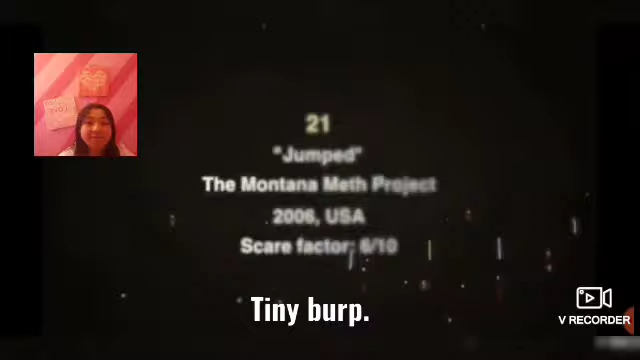 21
"Jumped"
The Montana Meth Project
2006, USA
Scare factor: 6/10
Tiny burp.
V RECORDER